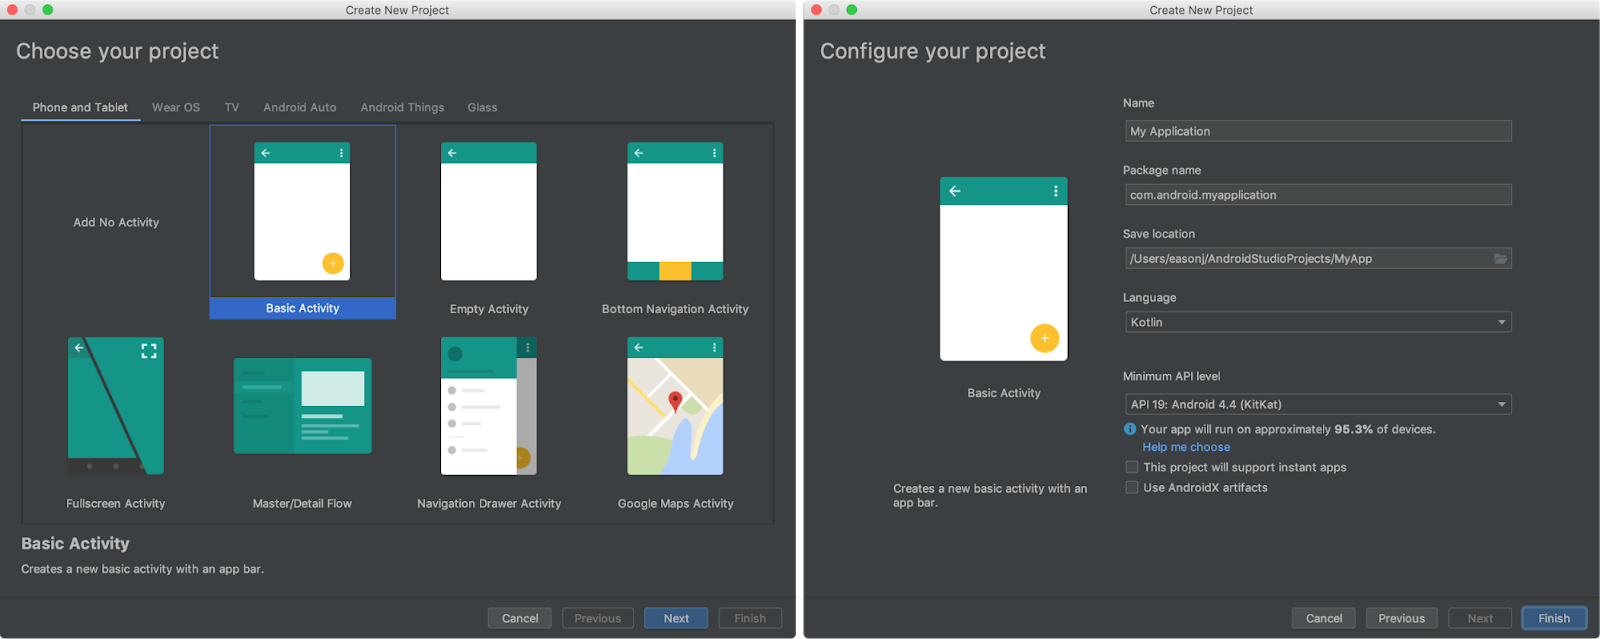 Create New Project
Choose your project
Phone and Tablet Wear OS TV Android Auto Android Things Glass
Add No Activity
Basic Activity
Empty Activity
Bottom Navigation Activity
Fullscreen Activity
Master/Detail Flow
Navigation Drawer Activity
Google Maps Activity
Basic Activity
Creates a new basic activity with an app bar.
Cancel Previous Next Finish
Create New Project
Configure your project
Basic Activity
Creates a new basic activity with an
app bar.
Name
My Application
Package name
com.android.myapplication
Save location
/Users/easonj/AndroidStudioProjects/MyApp
Language
Kotlin
Minimum API level
API 19: Android 4.4 (KitKat)
Your app will run on approximately 95.3% of devices.
Help me choose
This project will support instant apps
Use AndroidX artifacts
Cancel Previous Next Finish